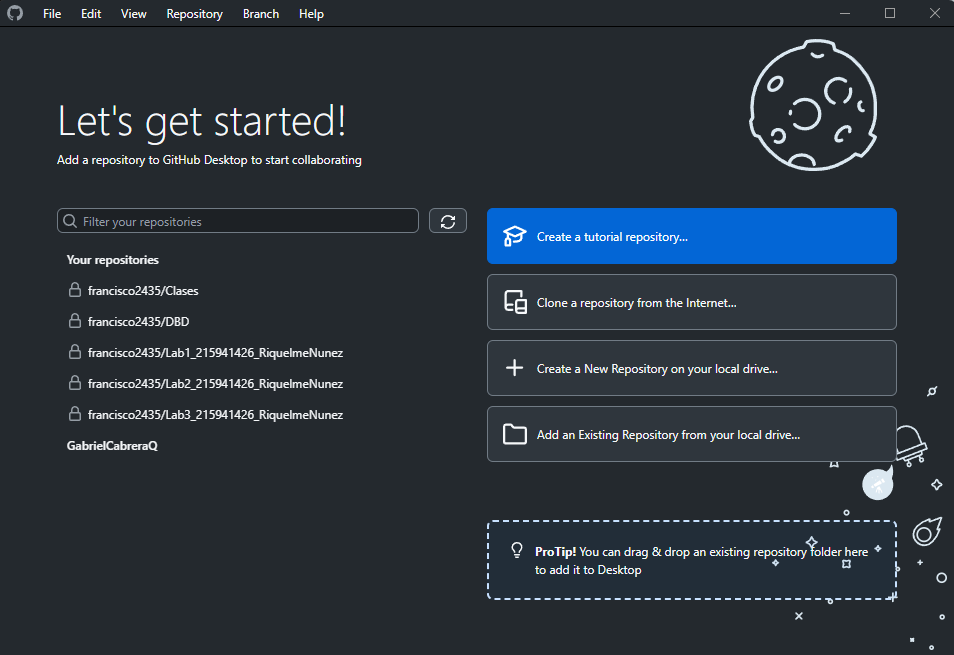 File Edit View Repository Branch Help
Let's get started!
Add a repository to GitHub Desktop to start collaborating
Filter your repositories
Your repositories
francisco2435/Clases
francisco2435/DBD
francisco2435/Lab1_215941426_RiquelmeNunez
francisco2435/Lab2_215941426_RiquelmeNunez
francisco2435/Lab3_215941426_RiquelmeNunez
GabrielCabreraQ
Create a tutorial repository...
Clone a repository from the Internet...
Create a New Repository on your local drive...
Add an Existing Repository from your local drive...
ProTip! You can drag & drop an existing repository folder here
to add it to Desktop